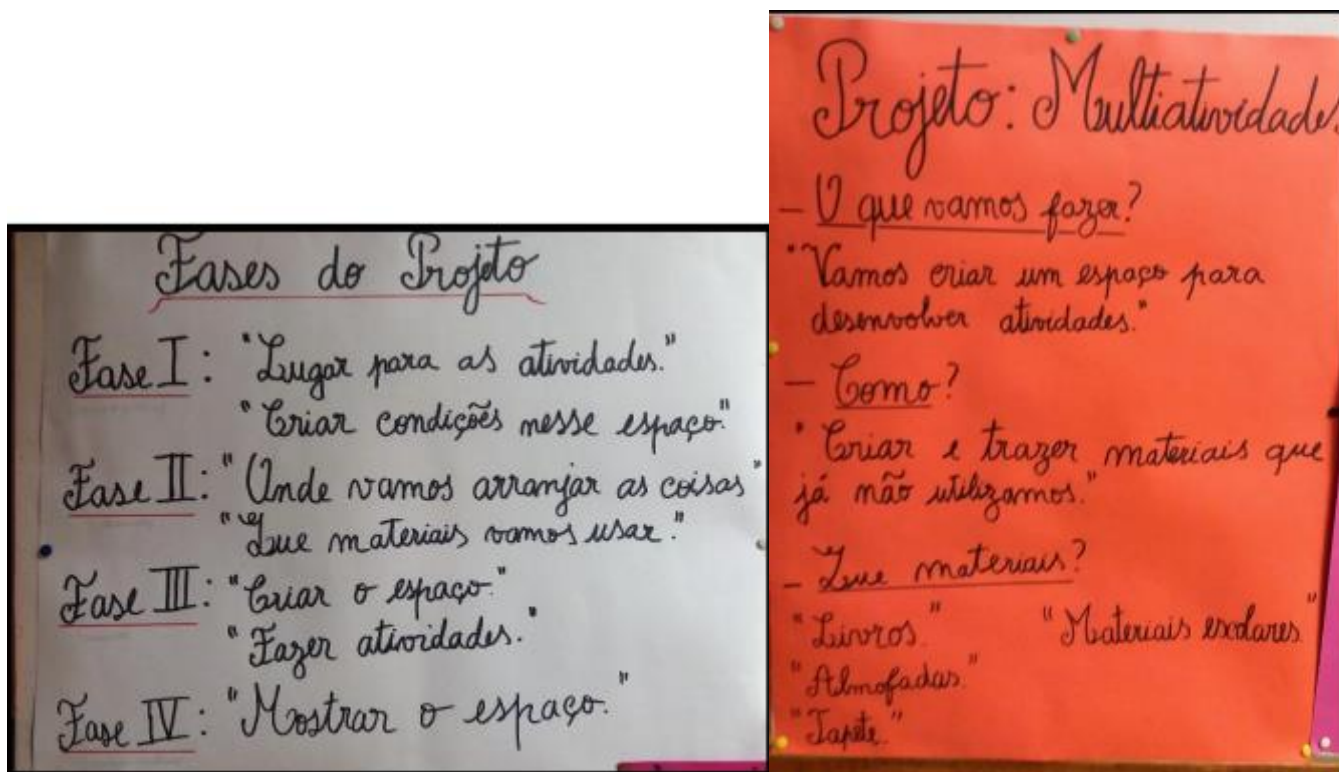 Fases do Projeto
Fase I: "Lugar para as atividades."
"Criar condições nesse espaço."
Fase II: "Onde vamos arranjar as coisas"
"Que materiais vamos usar."
Fase III: "Criar o espaço."
"Fazer atividades."
Fase IV: "Mostrar o espaço."
Projeto: Multiatividade.
- O que vamos fazer?
"Vamos criar um espaço para
desenvolver atividades."
- Como?
"Criar e trazer materiais que
já não utilizamos."
- Que materiais?
"Livros." "Materiais escolares"
"Almofadas."
"Tapete."